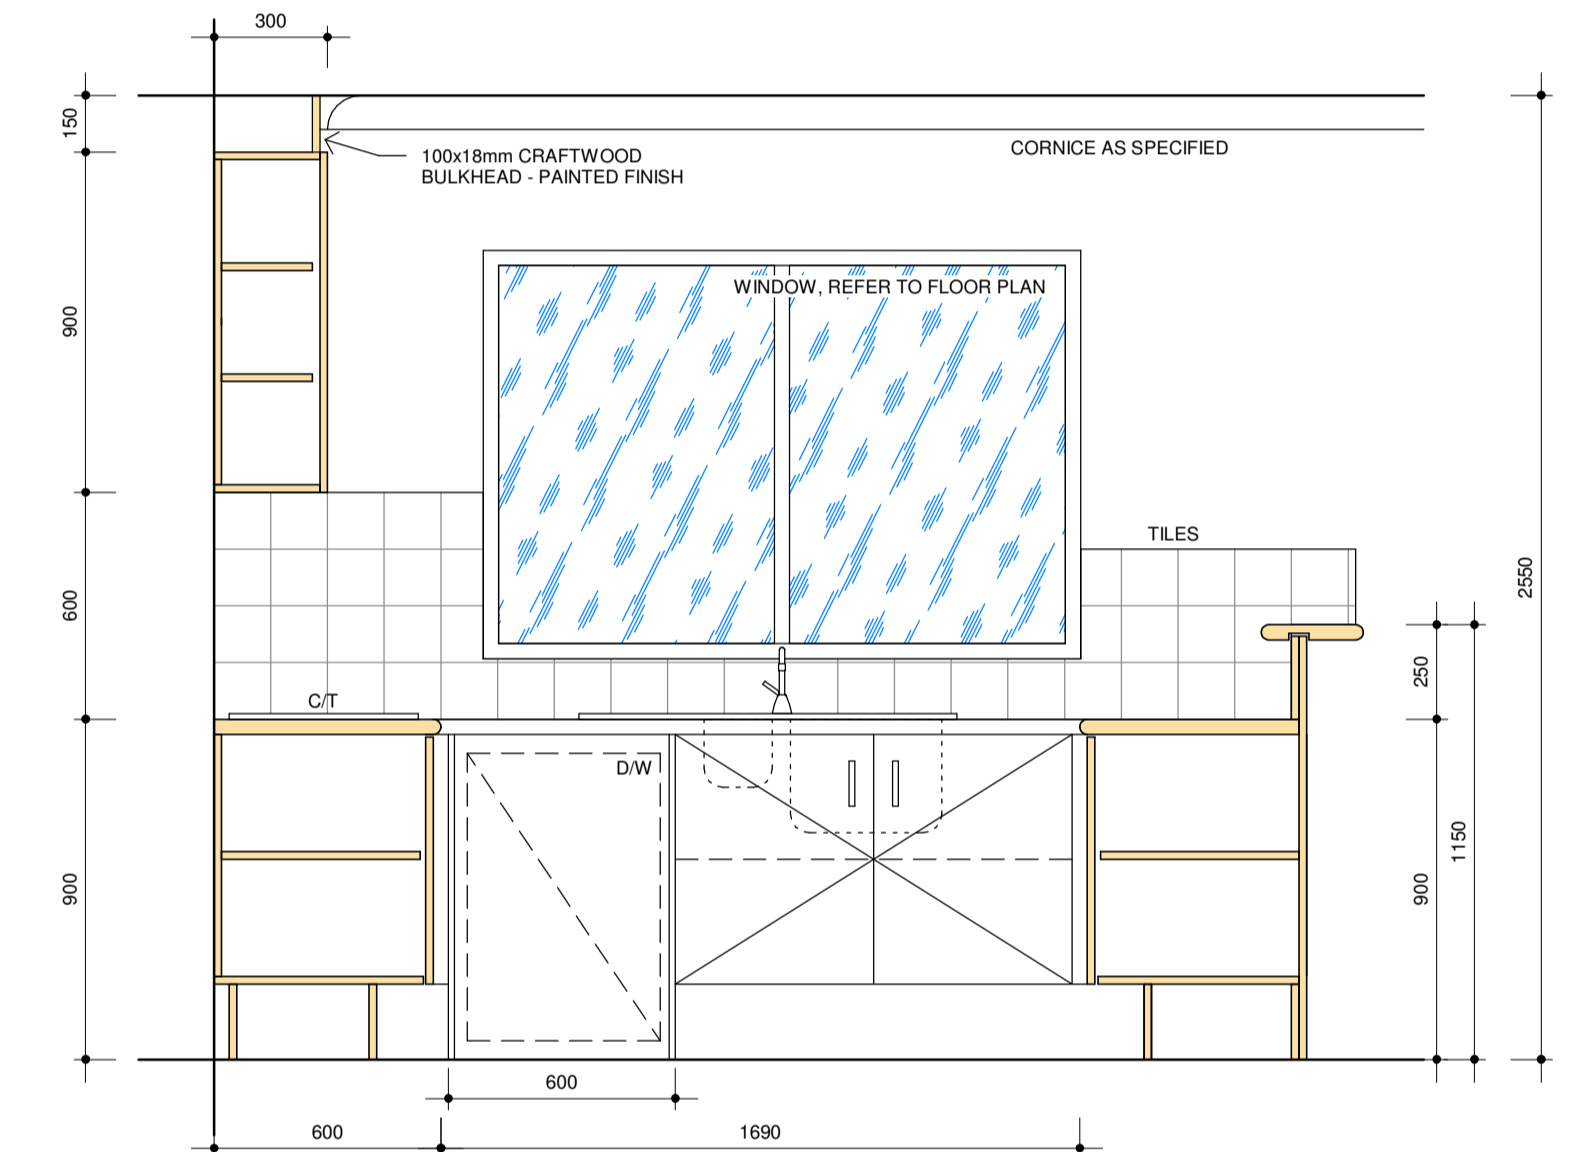 300
150
CORNICE AS SPECIFIED
100x18mm CRAFTWOOD
BULKHEAD - PAINTED FINISH
WINDOW, REFER TO FLOOR PLAN
900
TILES
600
2550
250
C/T
D/W
900
900
1150
600
600
1690